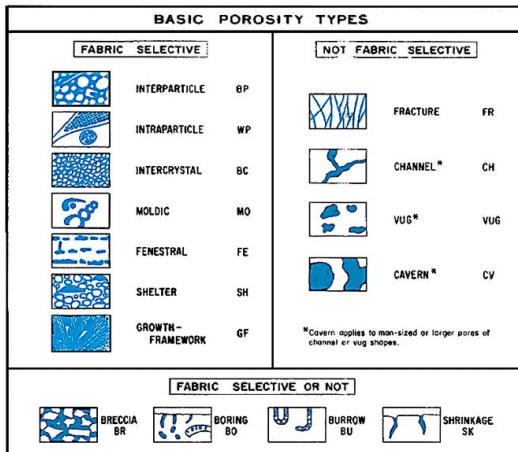 BASIC POROSITY TYPES
FABRIC SELECTIVE
INTERPARTICLE BP
INTRAPARTICLE WP
INTERCRYSTAL BC
MOLDIC MO
FENESTRAL FE
SHELTER SH
GROWTH-
FRAMEWORK GF
NOT FABRIC SELECTIVE
FRACTURE FR
CHANNEL* CH
VUG* VUG
CAVERN* CV
*Cavern applies to man-sized or larger pores of
channel or vug shapes.
FABRIC SELECTIVE OR NOT
BRECCIA
BR
BORING
BO
BURROW
BU
SHRINKAGE
SK